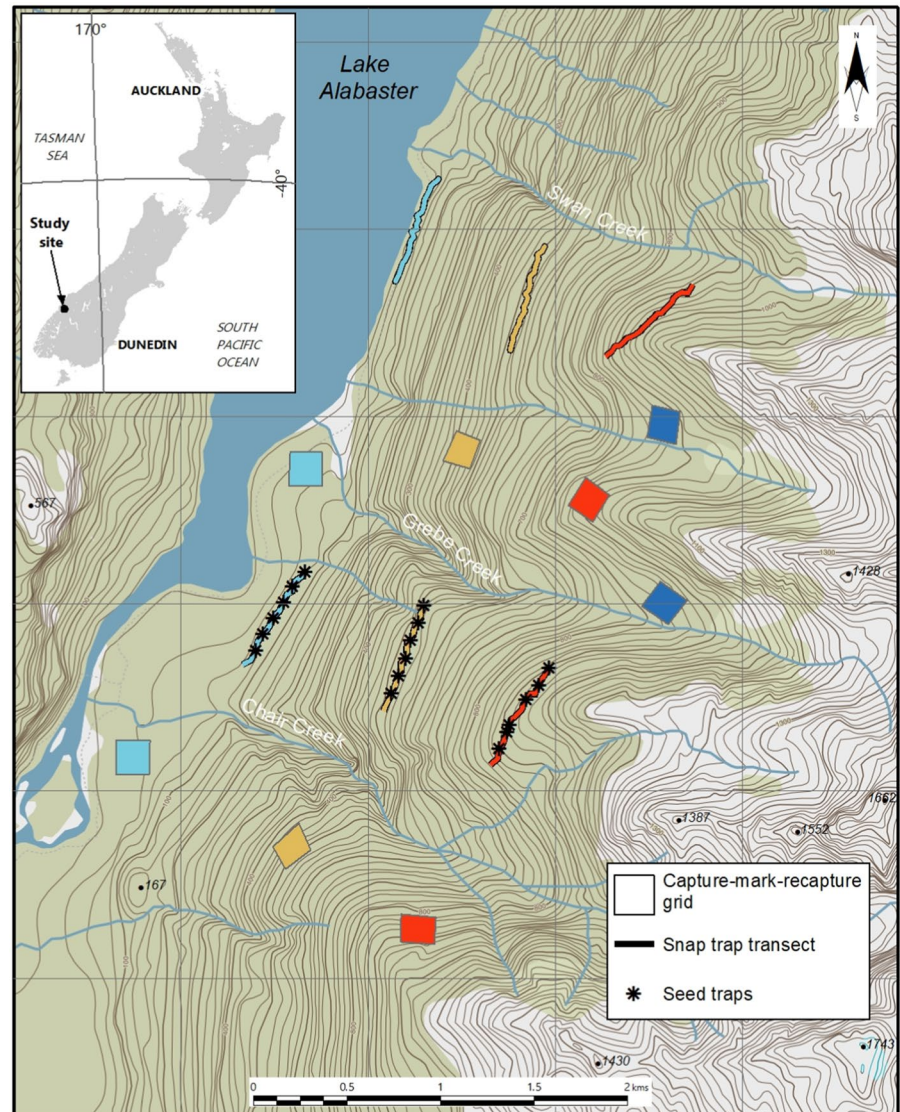 170°
AUCKLAND
TASMAN
SEA
-40°
Study
site
DUNEDIN
SOUTH
PACIFIC
OCEAN
Lake
Alabaster
N
S
Swan Creek
Grebe Creek
Chair Creek
567
1428
1300
1300
1387
1552
1662
167
1430
1743
Capture-mark-recapture
grid
Snap trap transect
Seed traps
0
0.5
1
1.5
2 kms